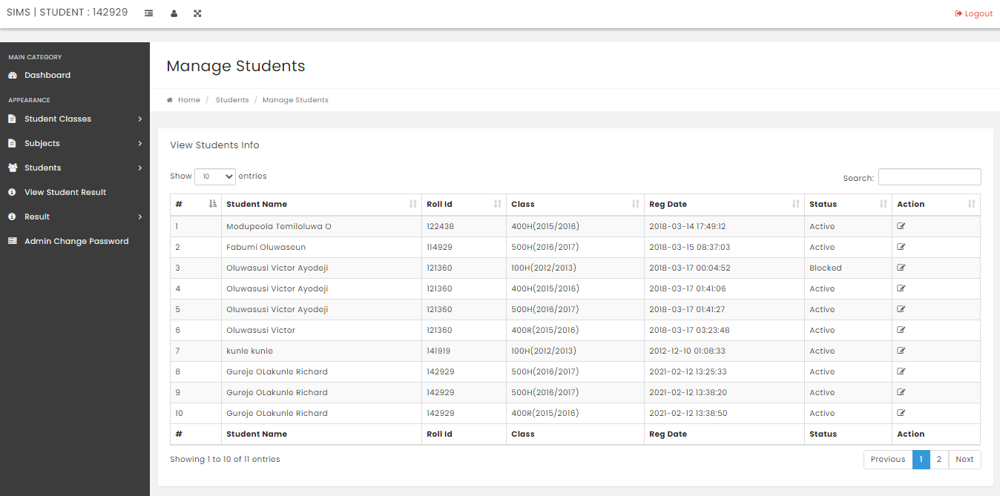 SIMS | STUDENT : 142929 Logout
MAIN CATEGORY
Dashboard
APPEARANCE
Student Classes
Subjects
Students
View Student Result
Result
Admin Change Password
Manage Students
Home / Students / Manage Students
View Students Info
Show 10 entries Search:
# Student Name Roll Id Class Reg Date Status Action
1 Modupeola Temiloluwa O 122438 400H(2015/2016) 2018-03-14 17:49:12 Active
2 Fabumi Oluwaseun 114929 500H(2016/2017) 2018-03-15 08:37:03 Active
3 Oluwasusi Victor Ayodeji 121360 100H(2012/2013) 2018-03-17 00:04:52 Blocked
4 Oluwasusi Victor Ayodeji 121360 400H(2015/2016) 2018-03-17 01:41:06 Active
5 Oluwasusi Victor Ayodeji 121360 500H(2016/2017) 2018-03-17 01:41:27 Active
6 Oluwasusi Victor 121360 400R(2015/2016) 2018-03-17 03:23:48 Active
7 kunle kunle 141919 100H(2012/2013) 2012-12-10 01:08:33 Active
8 Gureje OLakunle Richard 142929 500H(2016/2017) 2021-02-12 13:25:33 Active
9 Gureje OLakunle Richard 142929 500H(2016/2017) 2021-02-12 13:38:20 Active
10 Gureje OLakunle Richard 142929 400R(2015/2016) 2021-02-12 13:38:50 Active
# Student Name Roll Id Class Reg Date Status Action
Showing 1 to 10 of 11 entries Previous 1 2 Next